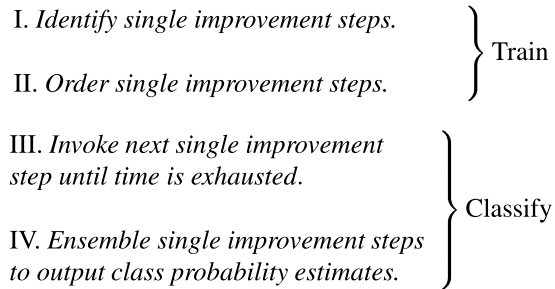 I. Identify single improvement steps.
II. Order single improvement steps.
Train
III. Invoke next single improvement
step until time is exhausted.
IV. Ensemble single improvement steps
to output class probability estimates.
Classify